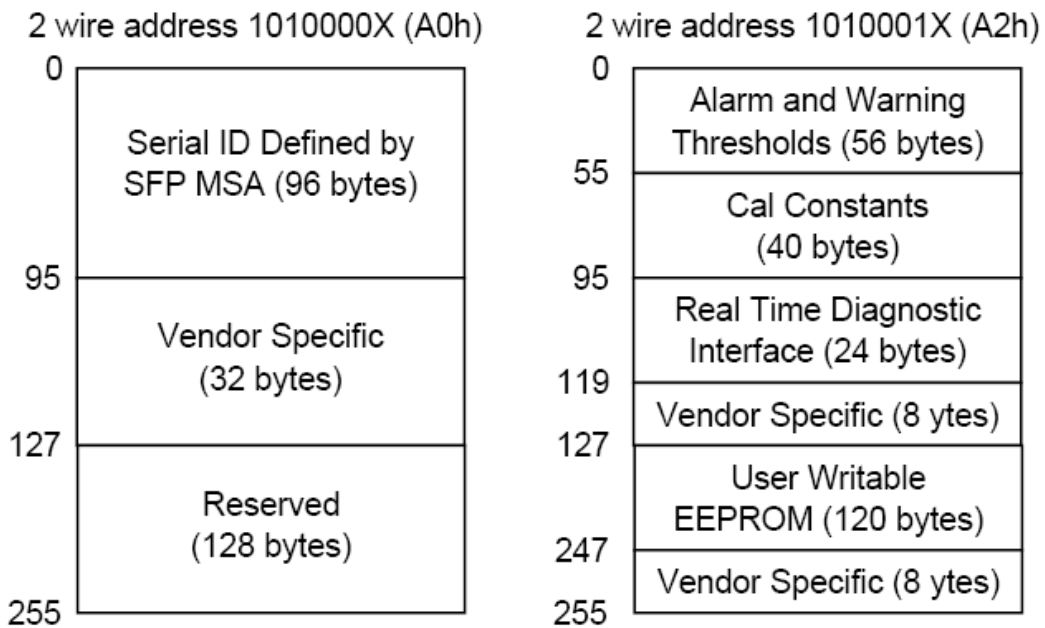 2 wire address 1010000X (A0h)
0
Serial ID Defined by
SFP MSA (96 bytes)
95
Vendor Specific
(32 bytes)
127
Reserved
(128 bytes)
255
2 wire address 1010001X (A2h)
0
Alarm and Warning
Thresholds (56 bytes)
55
Cal Constants
(40 bytes)
95
Real Time Diagnostic
Interface (24 bytes)
119
Vendor Specific (8 ytes)
127
User Writable
EEPROM (120 bytes)
247
Vendor Specific (8 ytes)
255